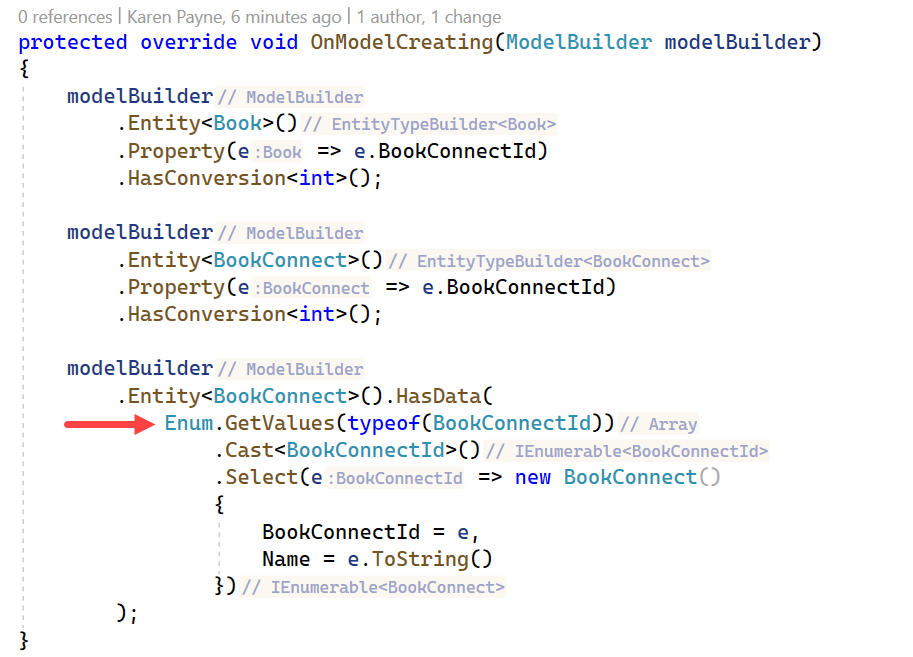 0 references | Karen Payne, 6 minutes ago | 1 author, 1 change
protected override void OnModelCreating(ModelBuilder modelBuilder)
{
modelBuilder // ModelBuilder
.Entity<Book>() // EntityTypeBuilder<Book>
.Property(e :Book => e.BookConnectId)
.HasConversion<int>();
modelBuilder // ModelBuilder
.Entity<BookConnect>() // EntityTypeBuilder<BookConnect>
.Property(e :BookConnect => e.BookConnectId)
.HasConversion<int>();
modelBuilder // ModelBuilder
.Entity<BookConnect>().HasData(
Enum.GetValues(typeof(BookConnectId)) // Array
.Cast<BookConnectId>() // IEnumerable<BookConnectId>
.Select(e :BookConnectId => new BookConnect()
{
BookConnectId = e,
Name = e.ToString()
}) // IEnumerable<BookConnect>
);
}